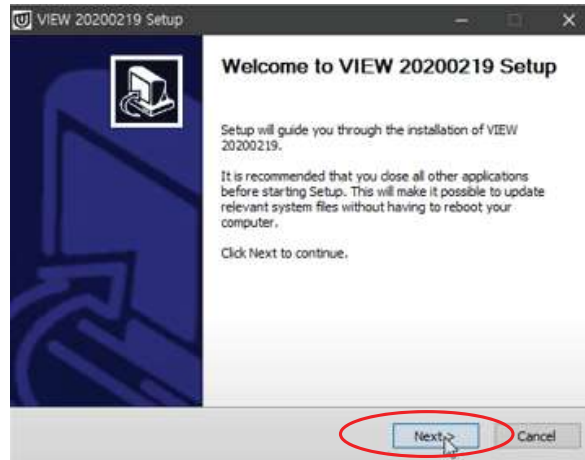 VIEW 20200219 Setup
Welcome to VIEW 20200219 Setup
Setup will guide you through the installation of VIEW
20200219.
It is recommended that you close all other applications
before starting Setup. This will make it possible to update
relevant system files without having to reboot your
computer.
Click Next to continue.
Next >
Cancel